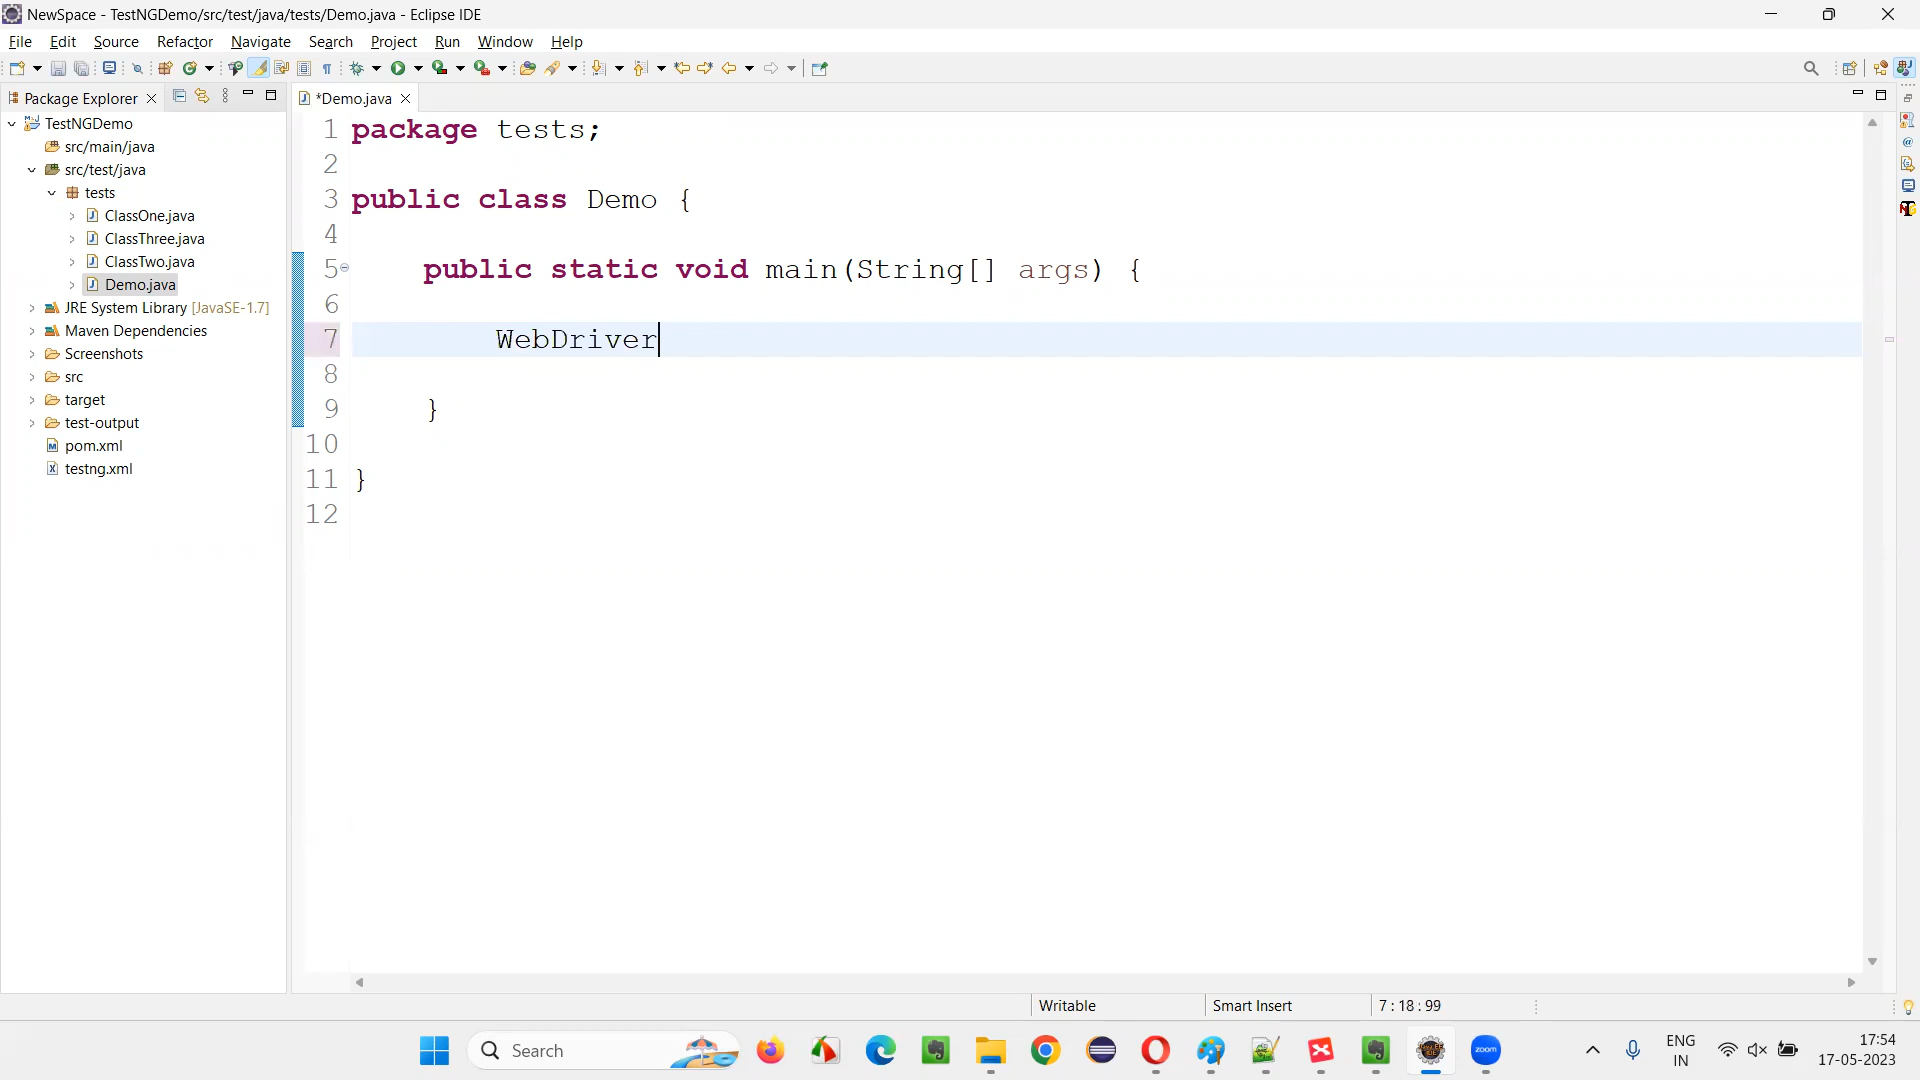 NewSpace - TestNGDemo/src/test/java/tests/Demo.java - Eclipse IDE
File Edit Source Refactor Navigate Search Project Run Window Help
Package Explorer
*Demo.java
TestNGDemo
src/main/java
src/test/java
tests
ClassOne.java
ClassThree.java
ClassTwo.java
Demo.java
JRE System Library [JavaSE-1.7]
Maven Dependencies
Screenshots
src
target
test-output
pom.xml
testng.xml
1 package tests;
2
3 public class Demo {
4
5 public static void main(String[] args) {
6
7 WebDriver
8
9 }
10
11 }
12
Writable
Smart Insert
7 : 18 : 99
Search
zoom
ENG
IN
17:54
17-05-2023